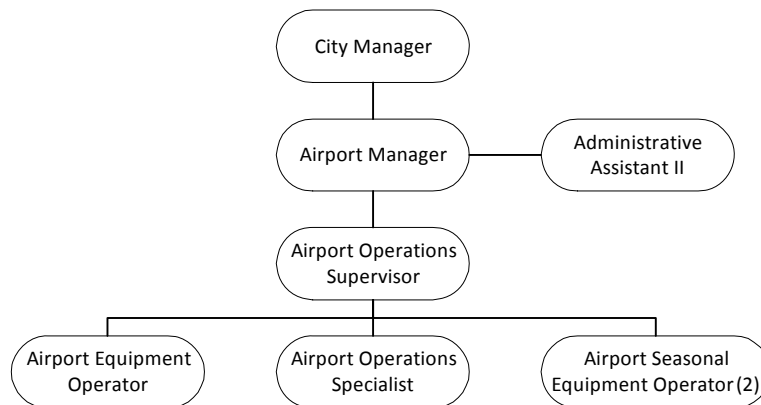 City Manager
Airport Manager
Administrative
Assistant II
Airport Operations
Supervisor
Airport Equipment
Operator
Airport Operations
Specialist
Airport Seasonal
Equipment Operator (2)